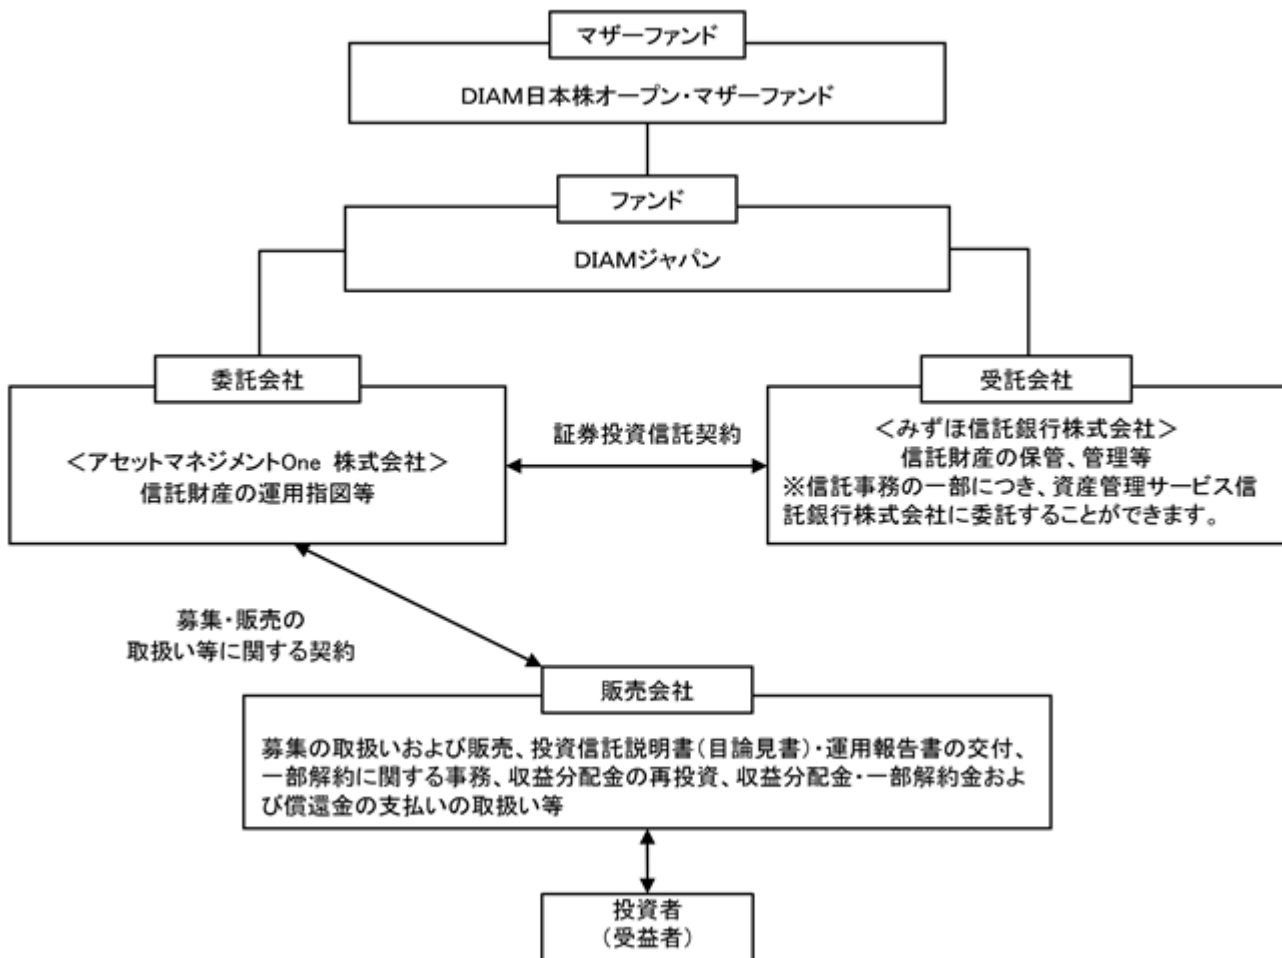 マザーファンド
DIAM日本株オープン・マザーファンド
ファンド
DIAMジャパン
委託会社
＜アセットマネジメントOne 株式会社＞
信託財産の運用指図等
証券投資信託契約
受託会社
＜みずほ信託銀行株式会社＞
信託財産の保管、管理等
※信託事務の一部につき、資産管理サービス信
託銀行株式会社に委託することができます。
募集・販売の
取扱い等に関する契約
販売会社
募集の取扱いおよび販売、投資信託説明書（目論見書）・運用報告書の交付、
一部解約に関する事務、収益分配金の再投資、収益分配金・一部解約金およ
び償還金の支払いの取扱い等
投資者
（受益者）